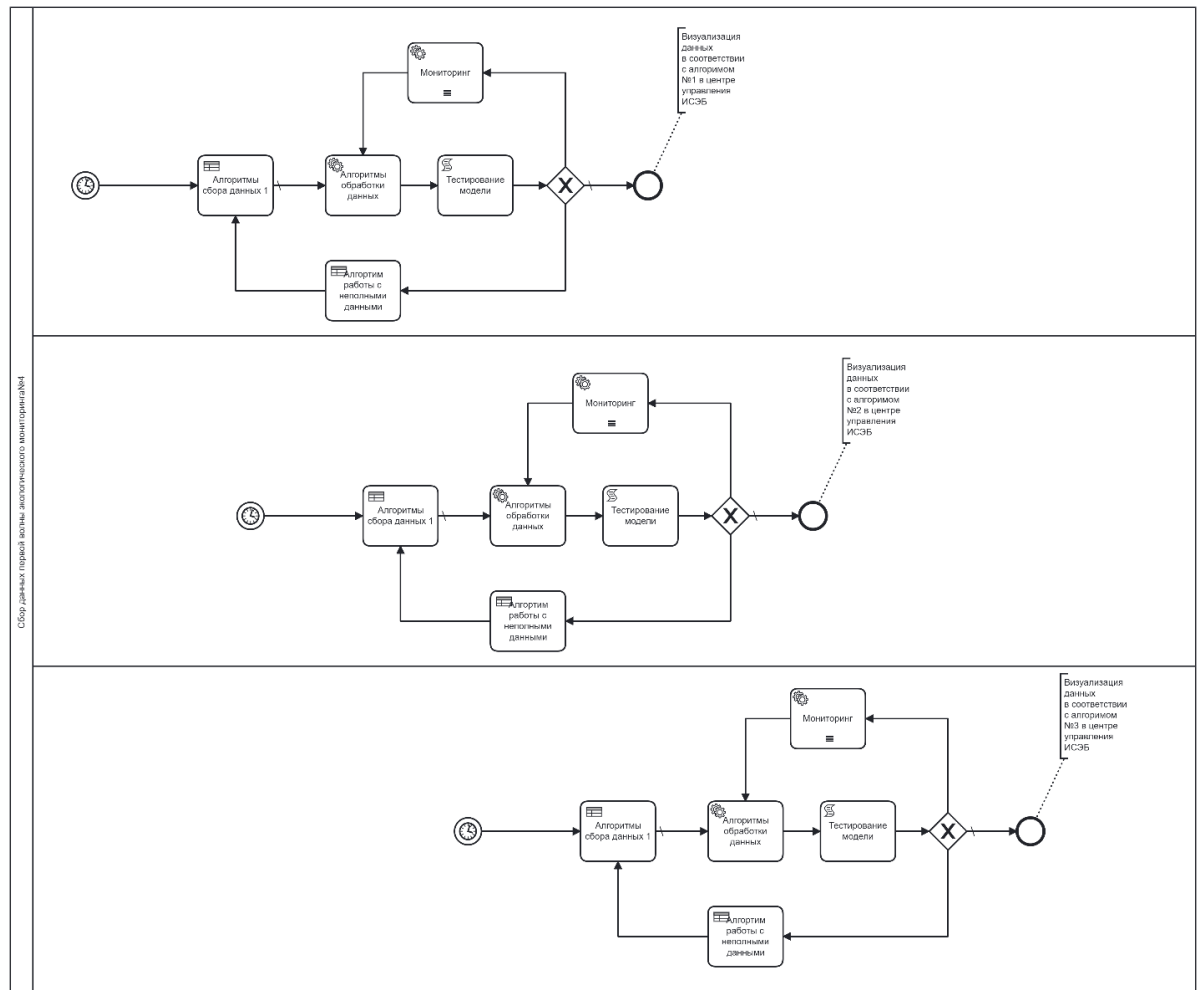 Сбор данных первой волны экологического мониторинга№4
Визуализация
данных
в соответствии
с алгоримом
№1 в центре
управления
ИСЭБ
Мониторинг
Алгоритмы
сбора данных 1
Алгоритмы
обработки
данных
Тестирование
модели
Алгортим
работы с
неполными
данными
Визуализация
данных
в соответствии
с алгоримом
№2 в центре
управления
ИСЭБ
Мониторинг
Алгоритмы
сбора данных 1
Алгоритмы
обработки
данных
Тестирование
модели
Алгортим
работы с
неполными
данными
Визуализация
данных
в соответствии
с алгоримом
№3 в центре
управления
ИСЭБ
Мониторинг
Алгоритмы
сбора данных 1
Алгоритмы
обработки
данных
Тестирование
модели
Алгортим
работы с
неполными
данными